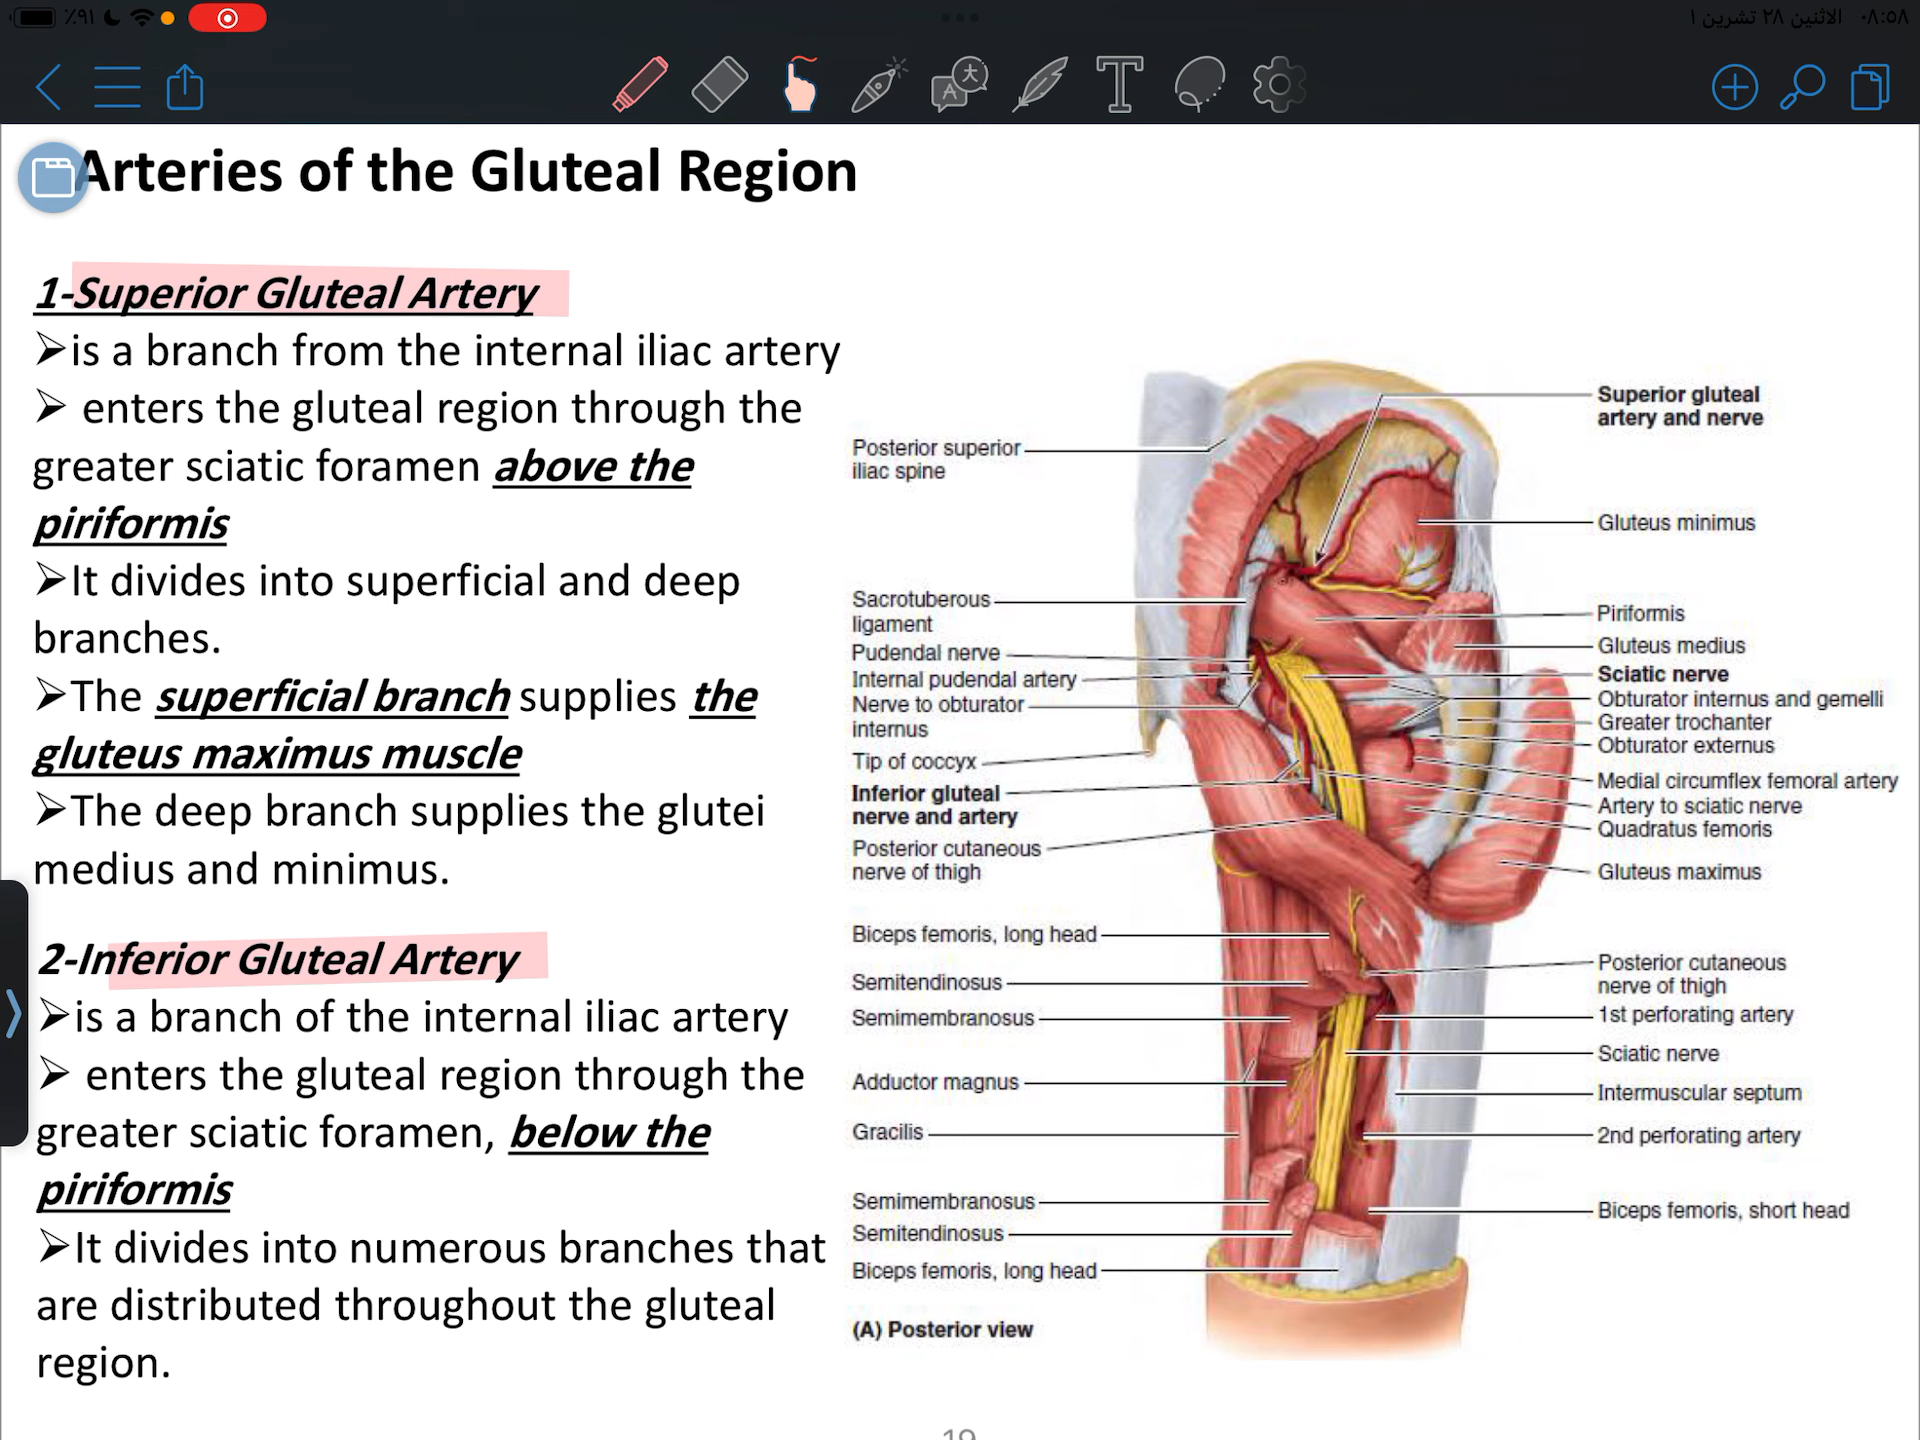 ٪٩١
الاثنين ٢٨ تشرين ١ ٠٨:٥٨
Arteries of the Gluteal Region
1-Superior Gluteal Artery
➢is a branch from the internal iliac artery
➢ enters the gluteal region through the
greater sciatic foramen above the
piriformis
➢It divides into superficial and deep
branches.
➢The superficial branch supplies the
gluteus maximus muscle
➢The deep branch supplies the glutei
medius and minimus.
2-Inferior Gluteal Artery
➢is a branch of the internal iliac artery
➢ enters the gluteal region through the
greater sciatic foramen, below the
piriformis
➢It divides into numerous branches that
are distributed throughout the gluteal
region.
Posterior superior
iliac spine
Sacrotuberous
ligament
Pudendal nerve
Internal pudendal artery
Nerve to obturator
internus
Tip of coccyx
Inferior gluteal
nerve and artery
Posterior cutaneous
nerve of thigh
Biceps femoris, long head
Semitendinosus
Semimembranosus
Adductor magnus
Gracilis
Semimembranosus
Semitendinosus
Biceps femoris, long head
(A) Posterior view
Superior gluteal
artery and nerve
Gluteus minimus
Piriformis
Gluteus medius
Sciatic nerve
Obturator internus and gemelli
Greater trochanter
Obturator externus
Medial circumflex femoral artery
Artery to sciatic nerve
Quadratus femoris
Gluteus maximus
Posterior cutaneous
nerve of thigh
1st perforating artery
Sciatic nerve
Intermuscular septum
2nd perforating artery
Biceps femoris, short head
19